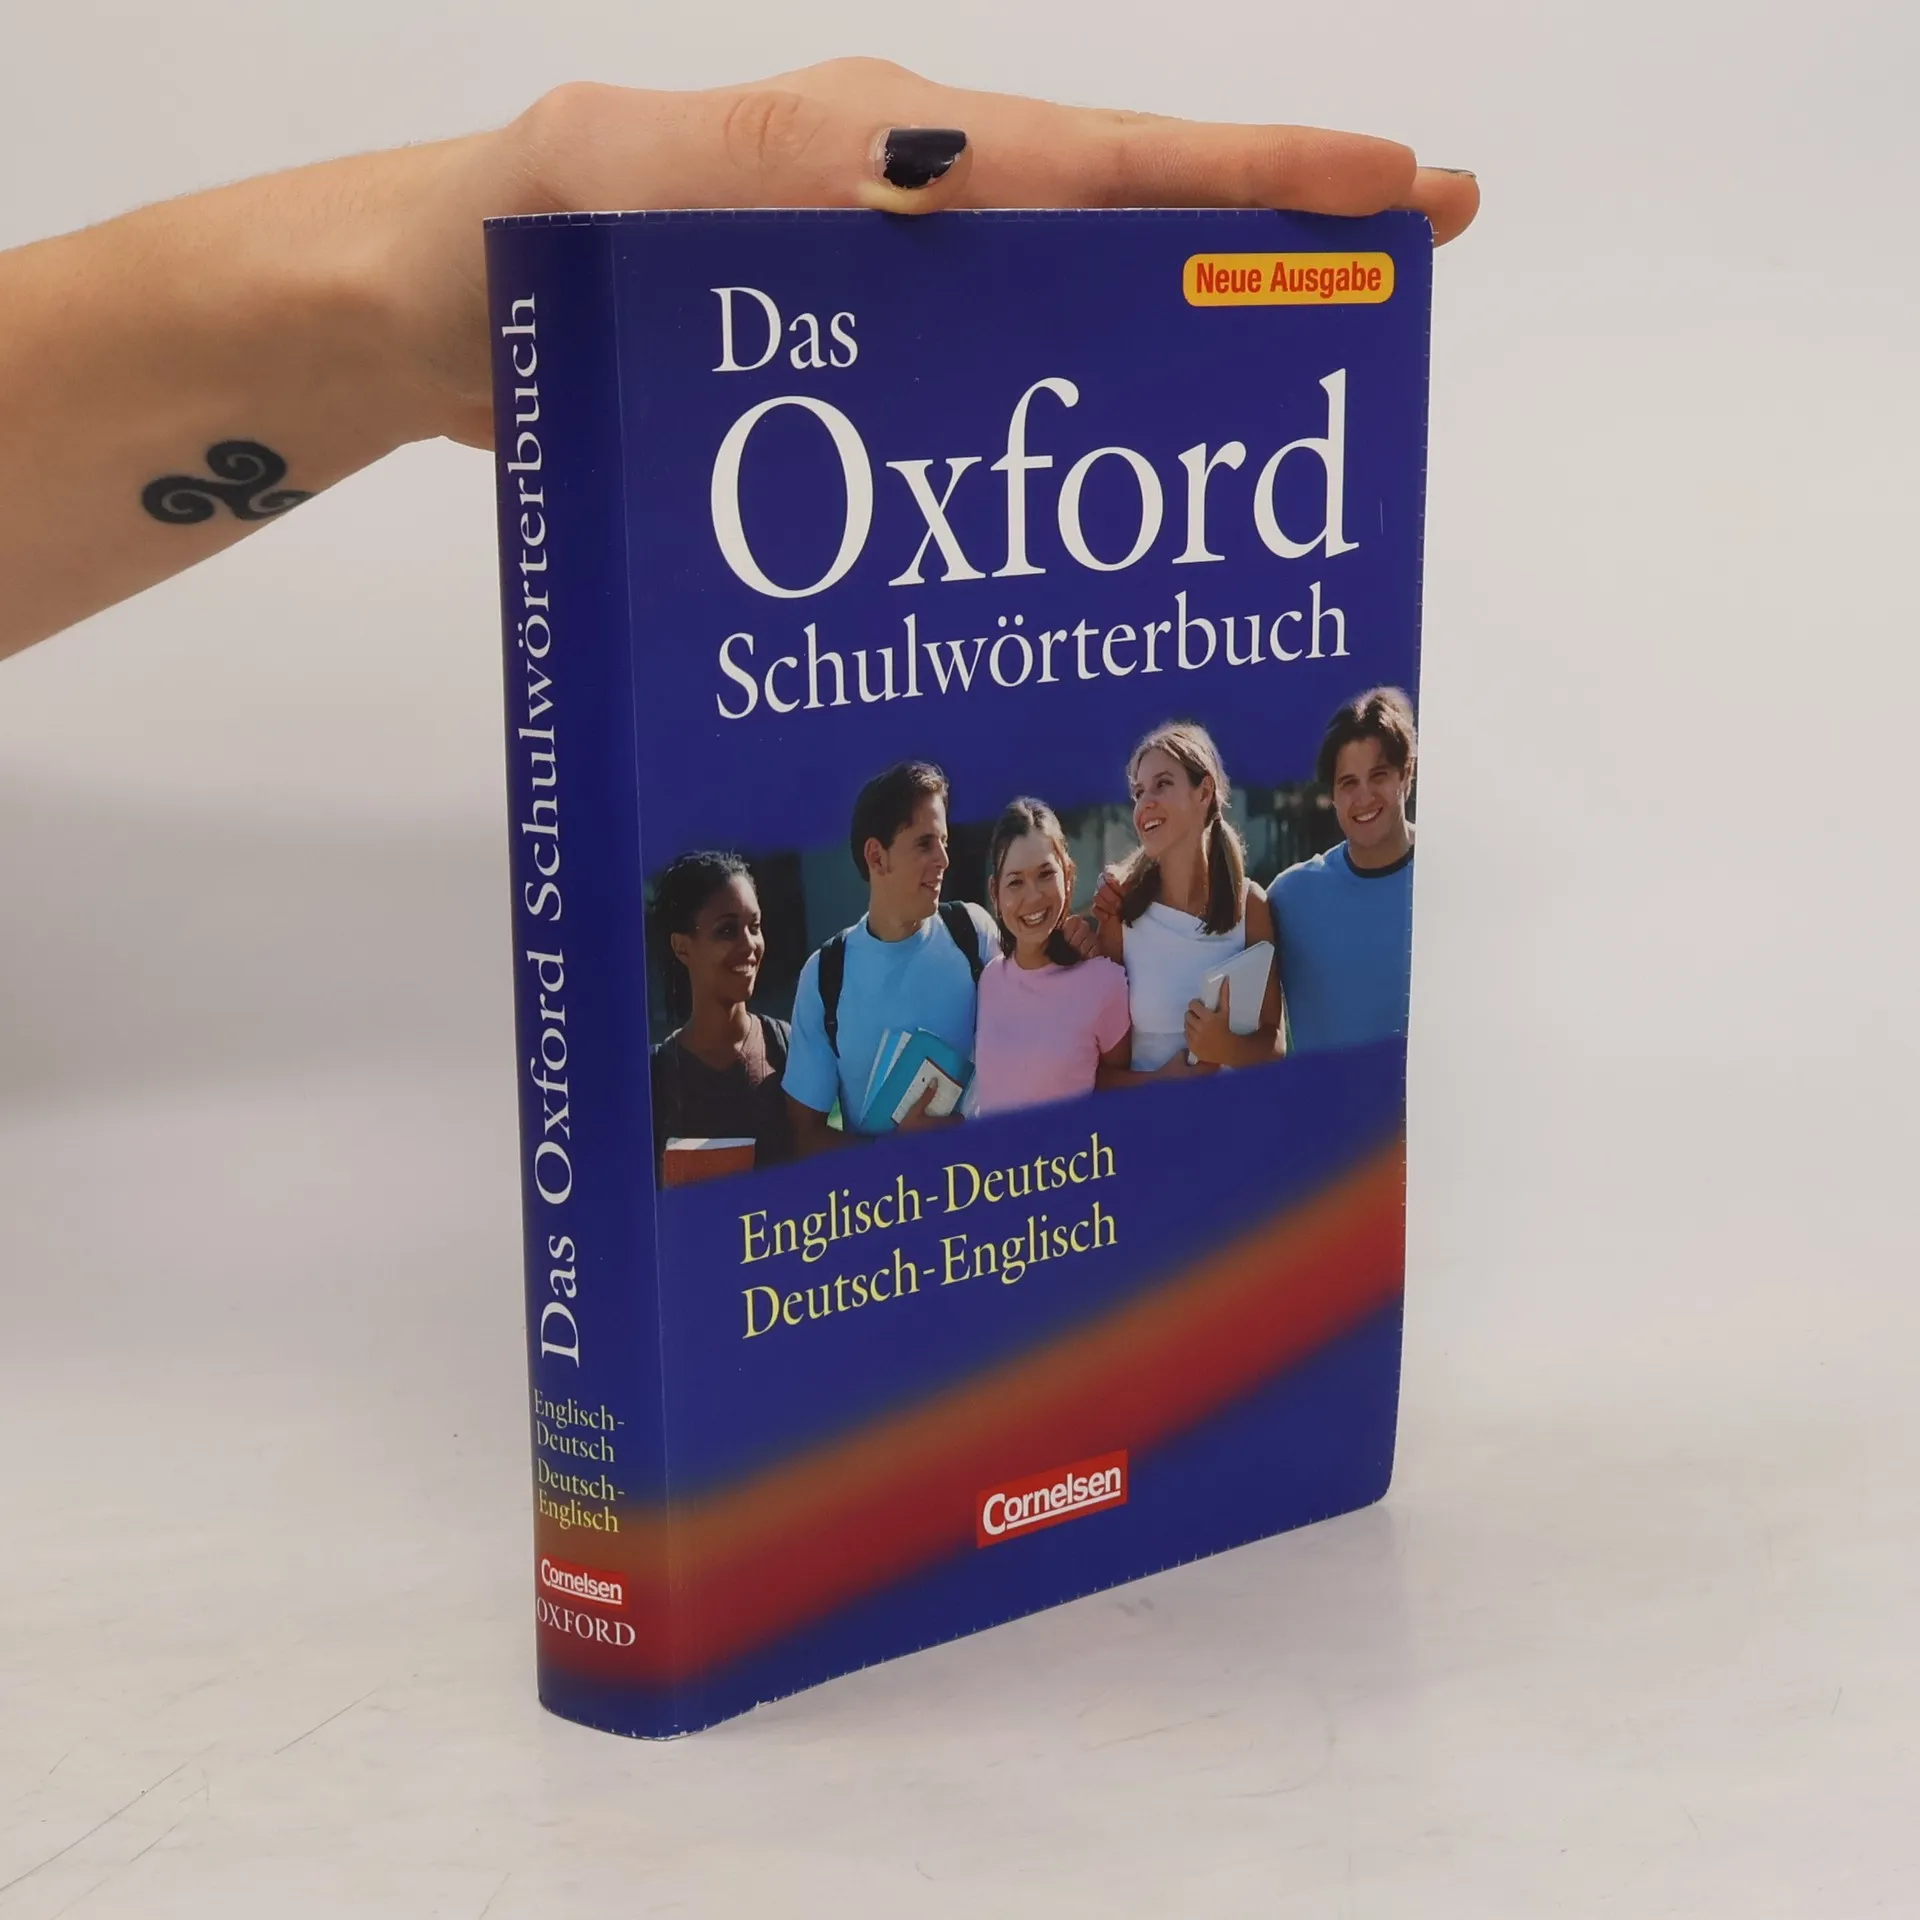 Neue Ausgabe
Das
Oxford
Schulwörterbuch
Englisch-Deutsch
Deutsch-Englisch
Cornelsen
Das Oxford Schulwörterbuch
Englisch-
Deutsch
Deutsch-
Englisch
Cornelsen
OXFORD